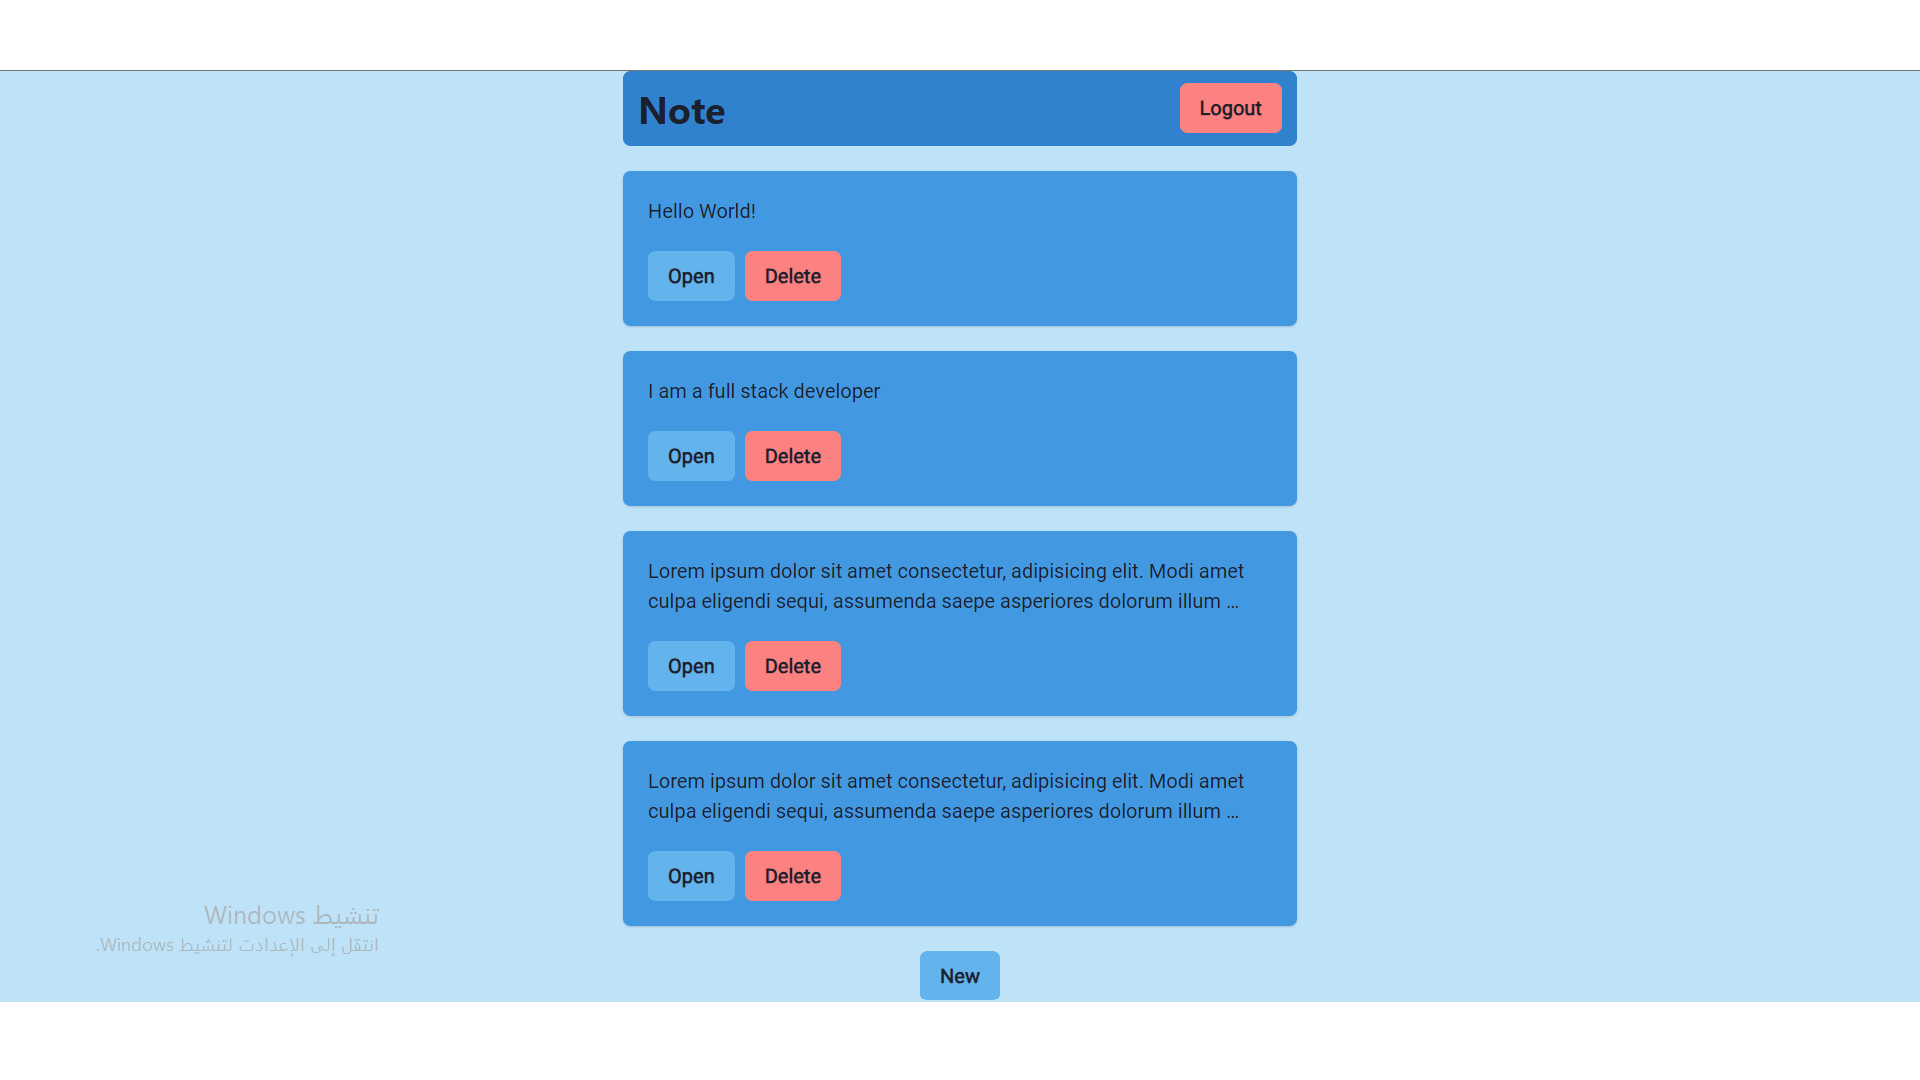 Note
Logout
Hello World!
Open
Delete
I am a full stack developer
Open
Delete
Lorem ipsum dolor sit amet consectetur, adipisicing elit. Modi amet
culpa eligendi sequi, assumenda saepe asperiores dolorum illum ...
Open
Delete
Lorem ipsum dolor sit amet consectetur, adipisicing elit. Modi amet
culpa eligendi sequi, assumenda saepe asperiores dolorum illum ...
Open
Delete
تنشيط Windows
انتقل إلى الإعدادت لتنشيط Windows.
New